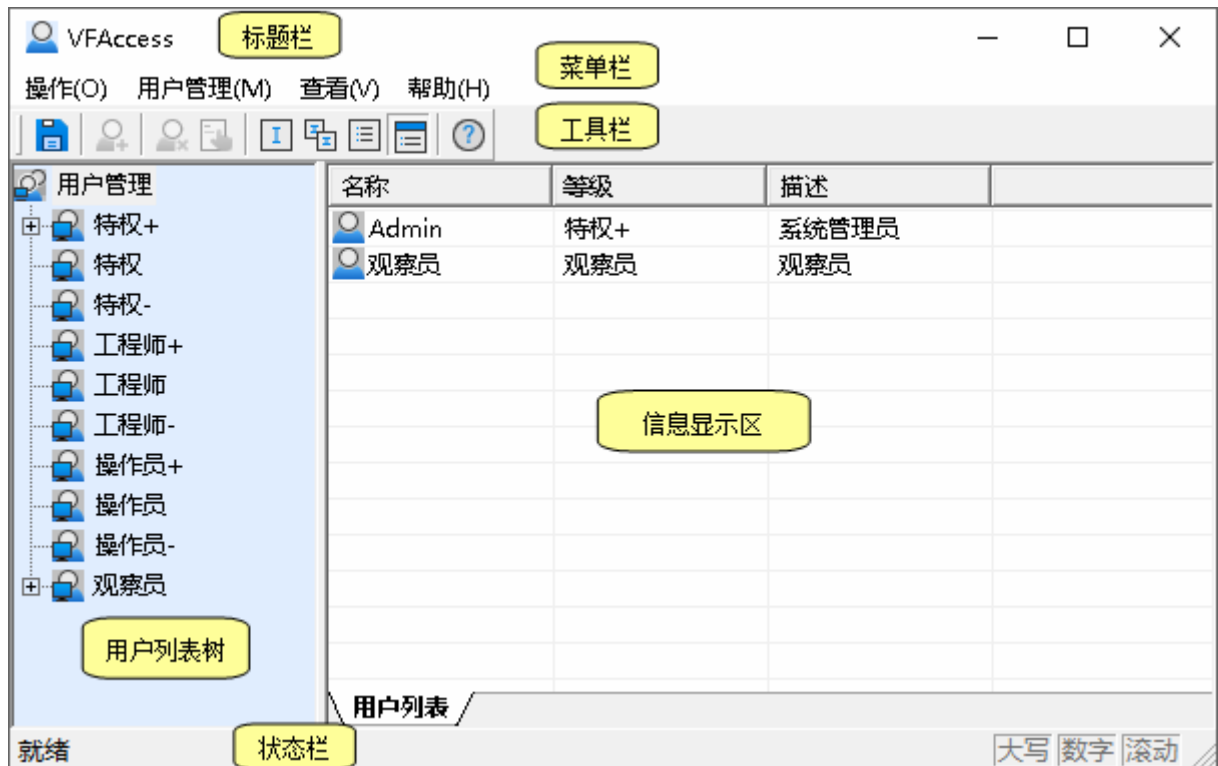 VFAccess
标题栏
菜单栏
操作(O) 用户管理(M) 查看(V) 帮助(H)
工具栏
用户管理
特权+
特权
特权-
工程师+
工程师
工程师-
操作员+
操作员
操作员-
观察员
用户列表树
名称 等级 描述
Admin 特权+ 系统管理员
观察员 观察员 观察员
信息显示区
用户列表
就绪
状态栏
大写 数字 滚动